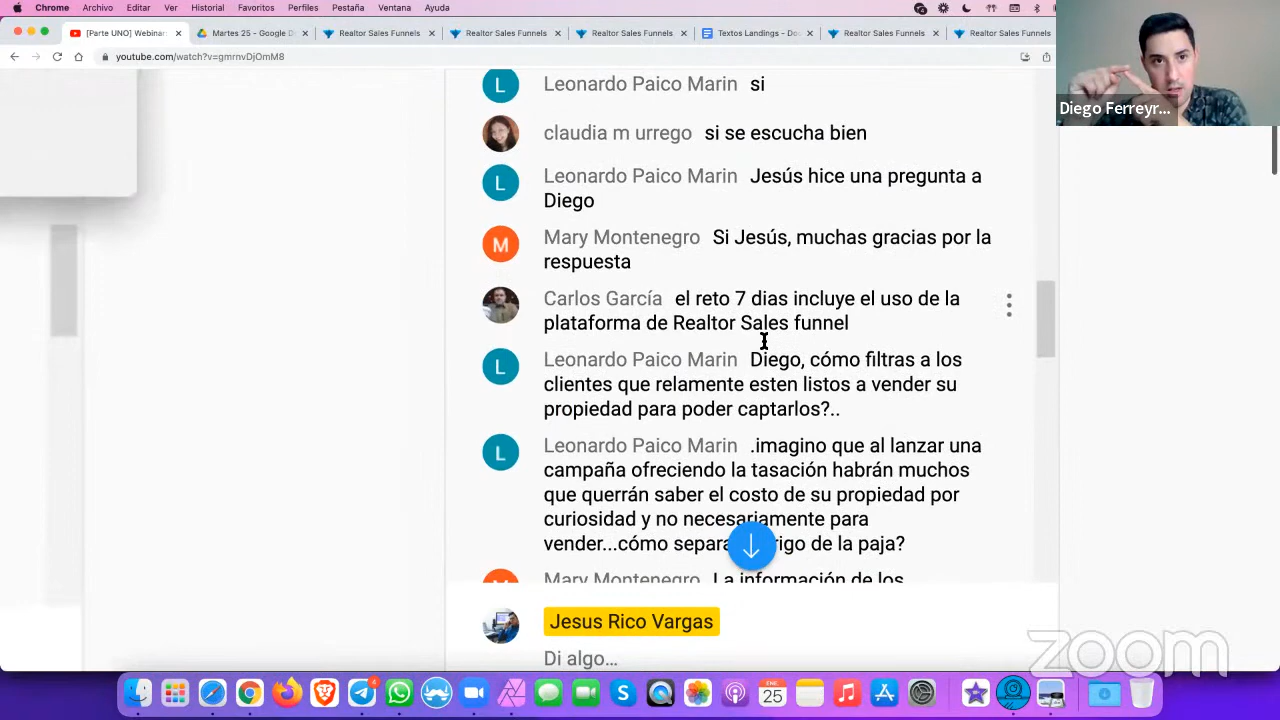 Chrome Archivo Editar Ver Historial Favoritos Perfiles Pestaña Ventana Ayuda
[Parte UNO] Webinar
Martes 25 - Google D
Realtor Sales Funnels
Realtor Sales Funnels
Realtor Sales Funnels
Textos Landings - Do
Realtor Sales Funnels
Realtor Sales Funnels
youtube.com/watch?v=gmrnvDjOmM8
Diego Ferreyr...
L Leonardo Paico Marin si
claudia m urrego si se escucha bien
L Leonardo Paico Marin Jesús hice una pregunta a
Diego
M Mary Montenegro Si Jesús, muchas gracias por la
respuesta
Carlos García el reto 7 dias incluye el uso de la
plataforma de Realtor Sales funnel
L Leonardo Paico Marin Diego, cómo filtras a los
clientes que relamente esten listos a vender su
propiedad para poder captarlos?..
L Leonardo Paico Marin .imagino que al lanzar una
campaña ofreciendo la tasación habrán muchos
que querrán saber el costo de su propiedad por
curiosidad y no necesariamente para
vender...cómo separa rigo de la paja?
Mary Montenegro La información de los
Jesus Rico Vargas
Di algo...
zoom
4
ENE.
25